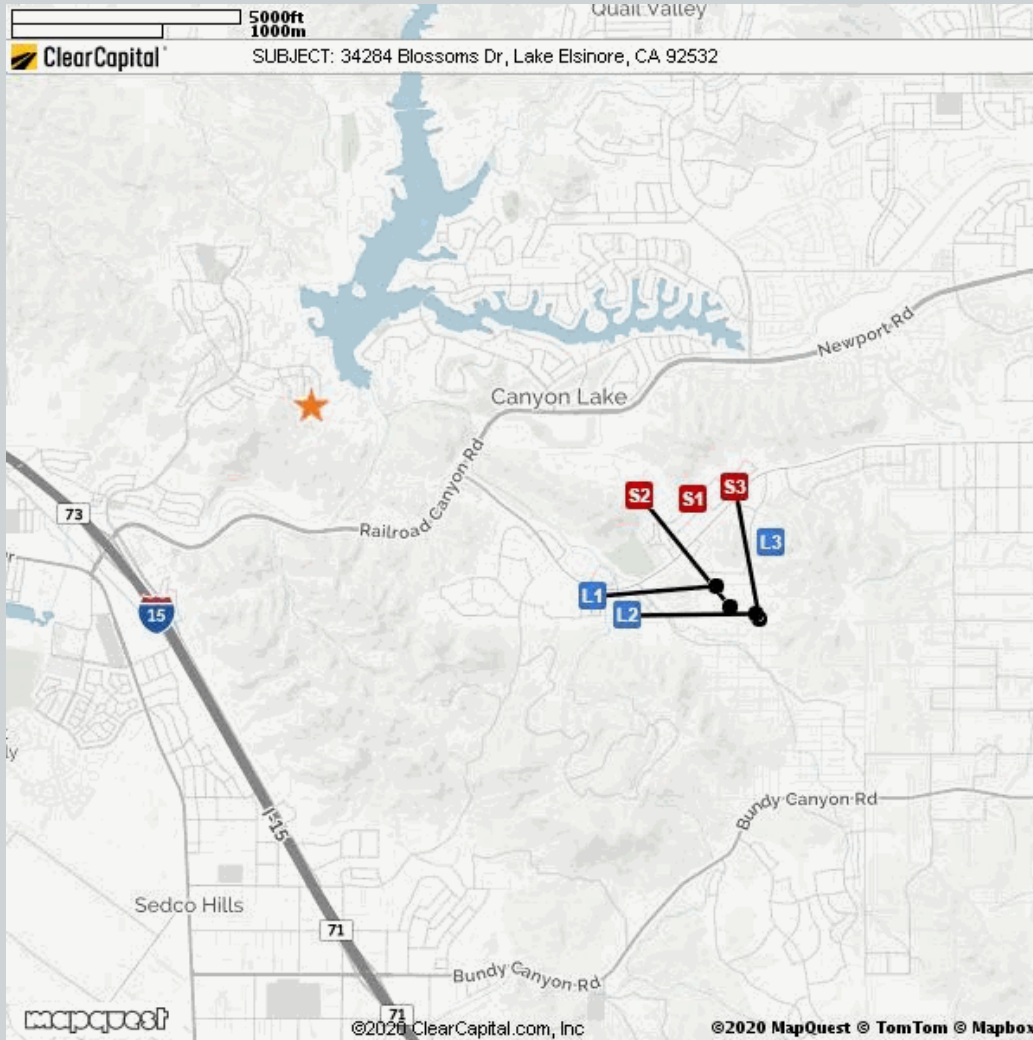 5000ft
1000m
Quail Valley
ClearCapital
SUBJECT: 34284 Blossoms Dr, Lake Elsinore, CA 92532
Newport Rd
Canyon Lake
Railroad Canyon Rd
73
S2
S1
S3
L3
L1
L2
15
I-15
Bundy Canyon Rd
Sedco Hills
71
Bundy Canyon Rd
71
mapquest
©2020 ClearCapital.com, Inc
©2020 MapQuest © TomTom © Mapbox